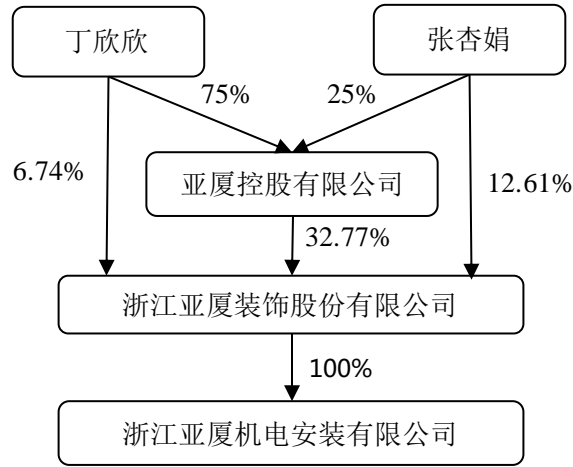 丁欣欣
张杏娟
75%
25%
6.74%
亚厦控股有限公司
12.61%
32.77%
浙江亚厦装饰股份有限公司
100%
浙江亚厦机电安装有限公司